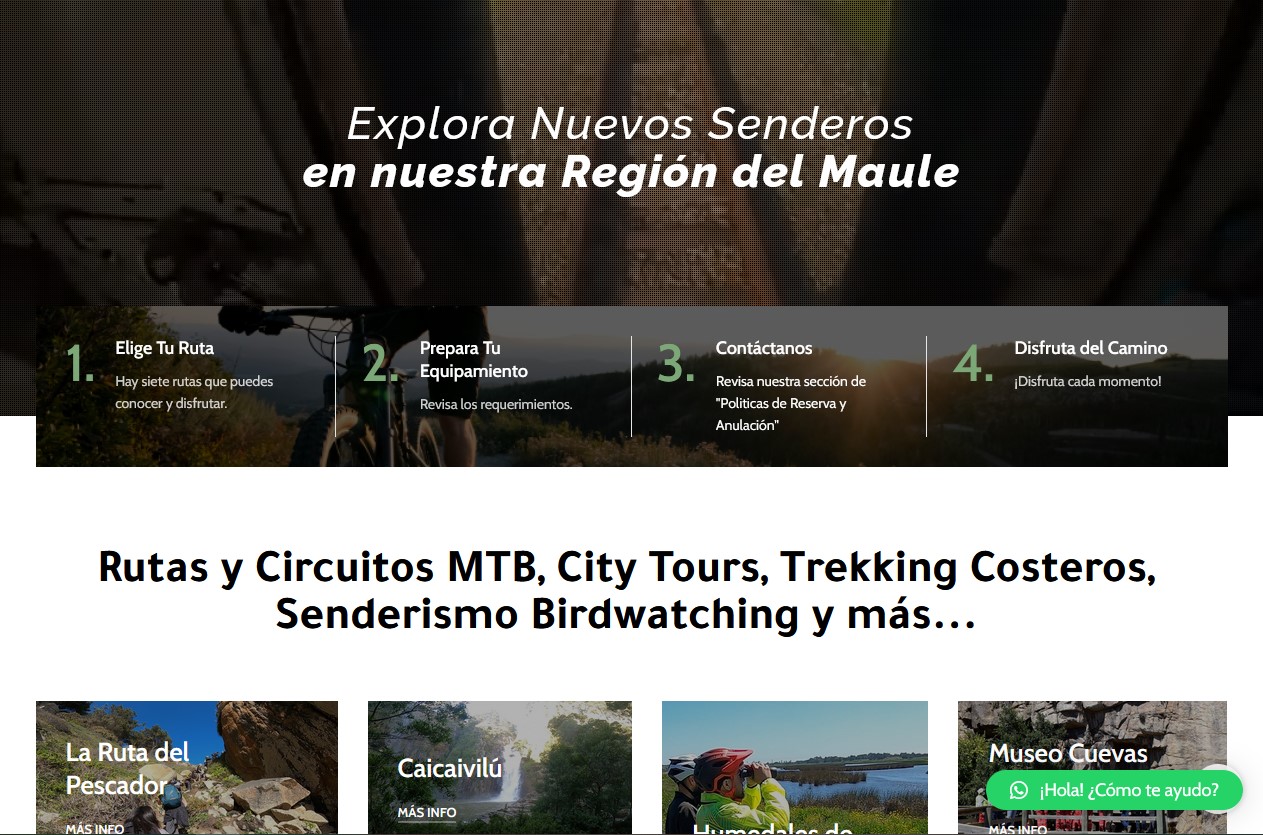 Explora Nuevos Senderos
en nuestra Región del Maule
1.
Elige Tu Ruta
Hay siete rutas que puedes
conocer y disfrutar.
2.
Prepara Tu
Equipamiento
Revisa los requerimientos.
3.
Contáctanos
Revisa nuestra sección de
"Politicas de Reserva y
Anulación"
4.
Disfruta del Camino
¡Disfruta cada momento!
Rutas y Circuitos MTB, City Tours, Trekking Costeros,
Senderismo Birdwatching y más...
La Ruta del
Pescador
MÁS INFO
Caicaivilú
MÁS INFO
Humedales de
Museo Cuevas
MÁS INFO
¡Hola! ¿Cómo te ayudo?